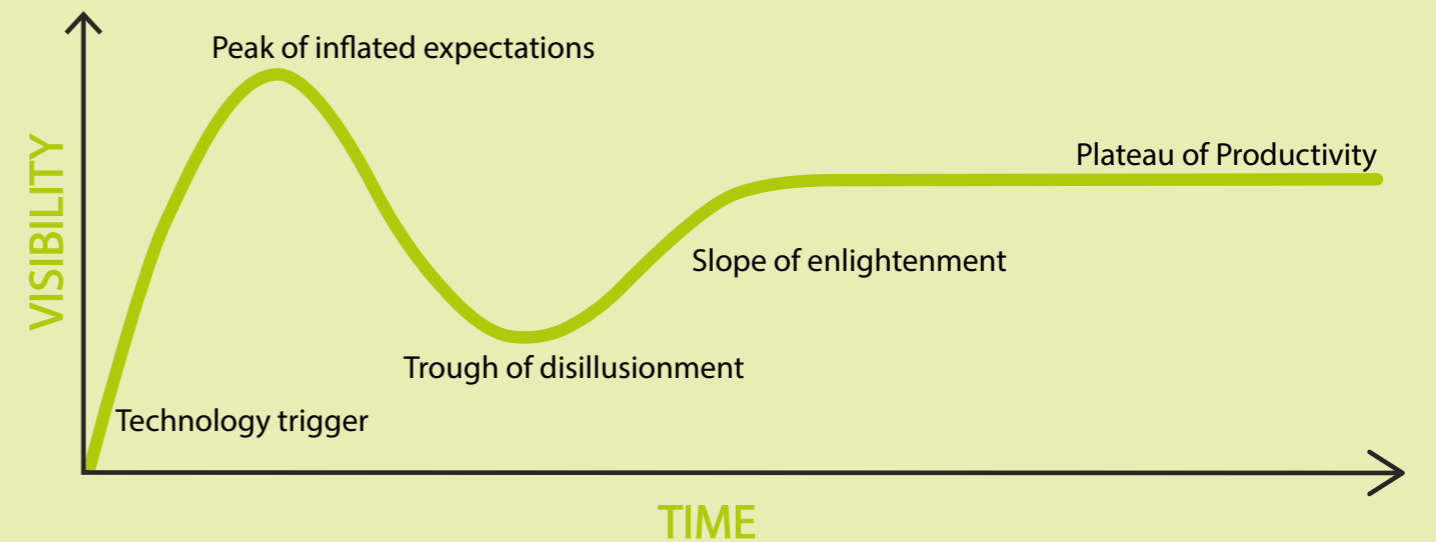 Peak of inflated expectations
Plateau of Productivity
VISIBILITY
Slope of enlightenment
Trough of disillusionment
Technology trigger
TIME